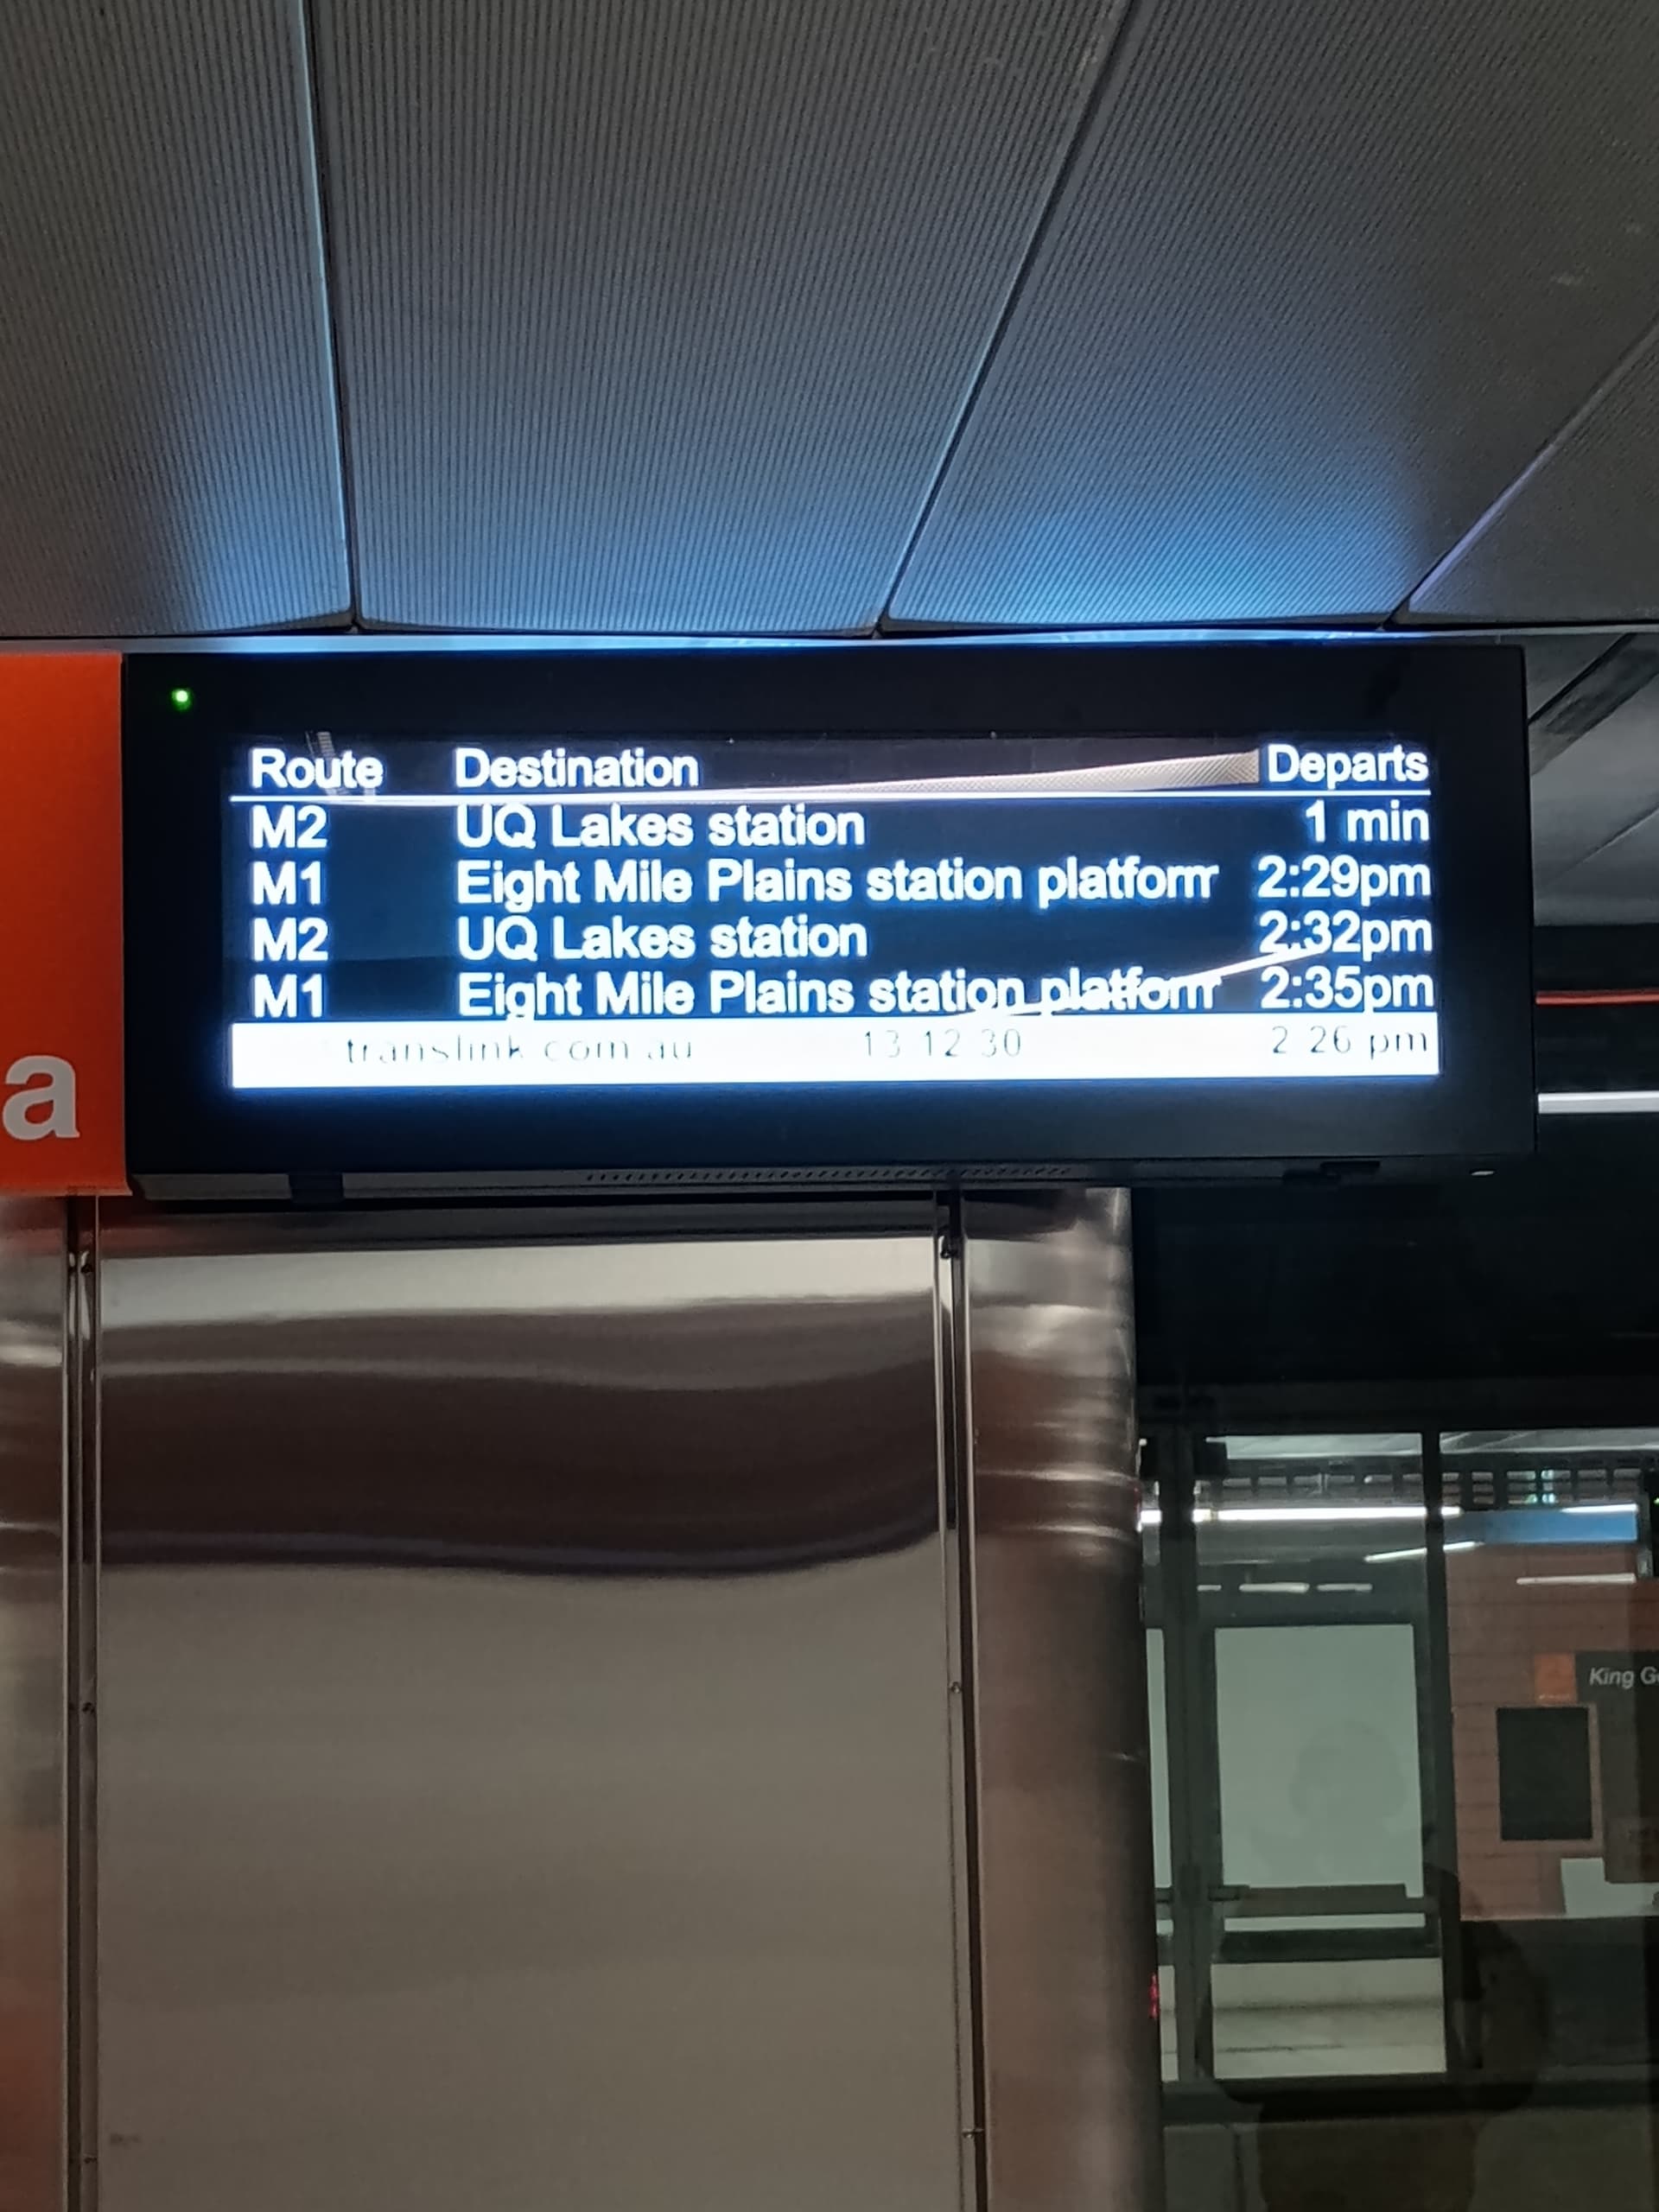 Route Destination Departs
M2 UQ Lakes station 1 min
M1 Eight Mile Plains station platform 2:29pm
M2 UQ Lakes station 2:32pm
M1 Eight Mile Plains station platform 2:35pm
translink.com.au 13 12 30 2:26 pm
a
King G